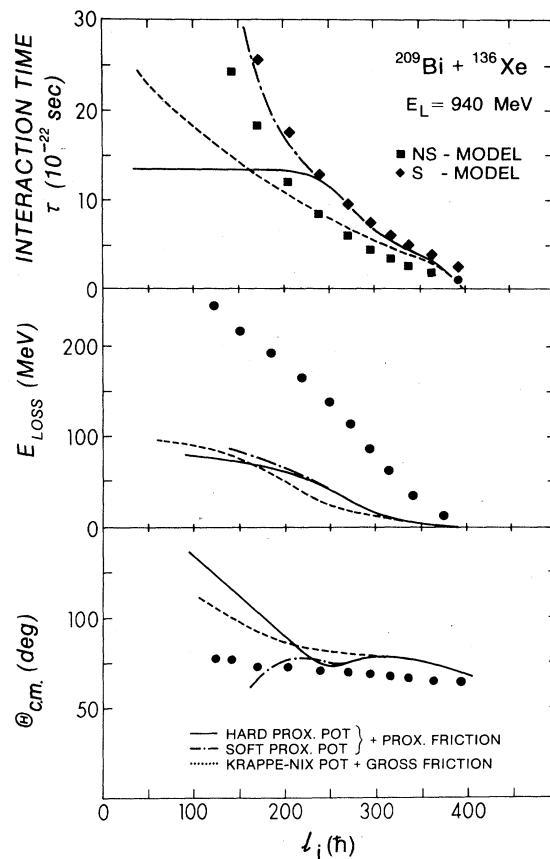 30
20
10
0
INTERACTION TIME
τ (10⁻²² sec)
²⁰⁹Bi + ¹³⁶Xe
E_L = 940 MeV
■ NS - MODEL
◆ S - MODEL
200
100
0
E_LOSS (MeV)
100
50
Θ_c.m. (deg)
HARD PROX. POT
SOFT PROX. POT
} + PROX. FRICTION
KRAPPE-NIX POT + GROSS FRICTION
0 100 200 300 400
ℓ_i (ħ)